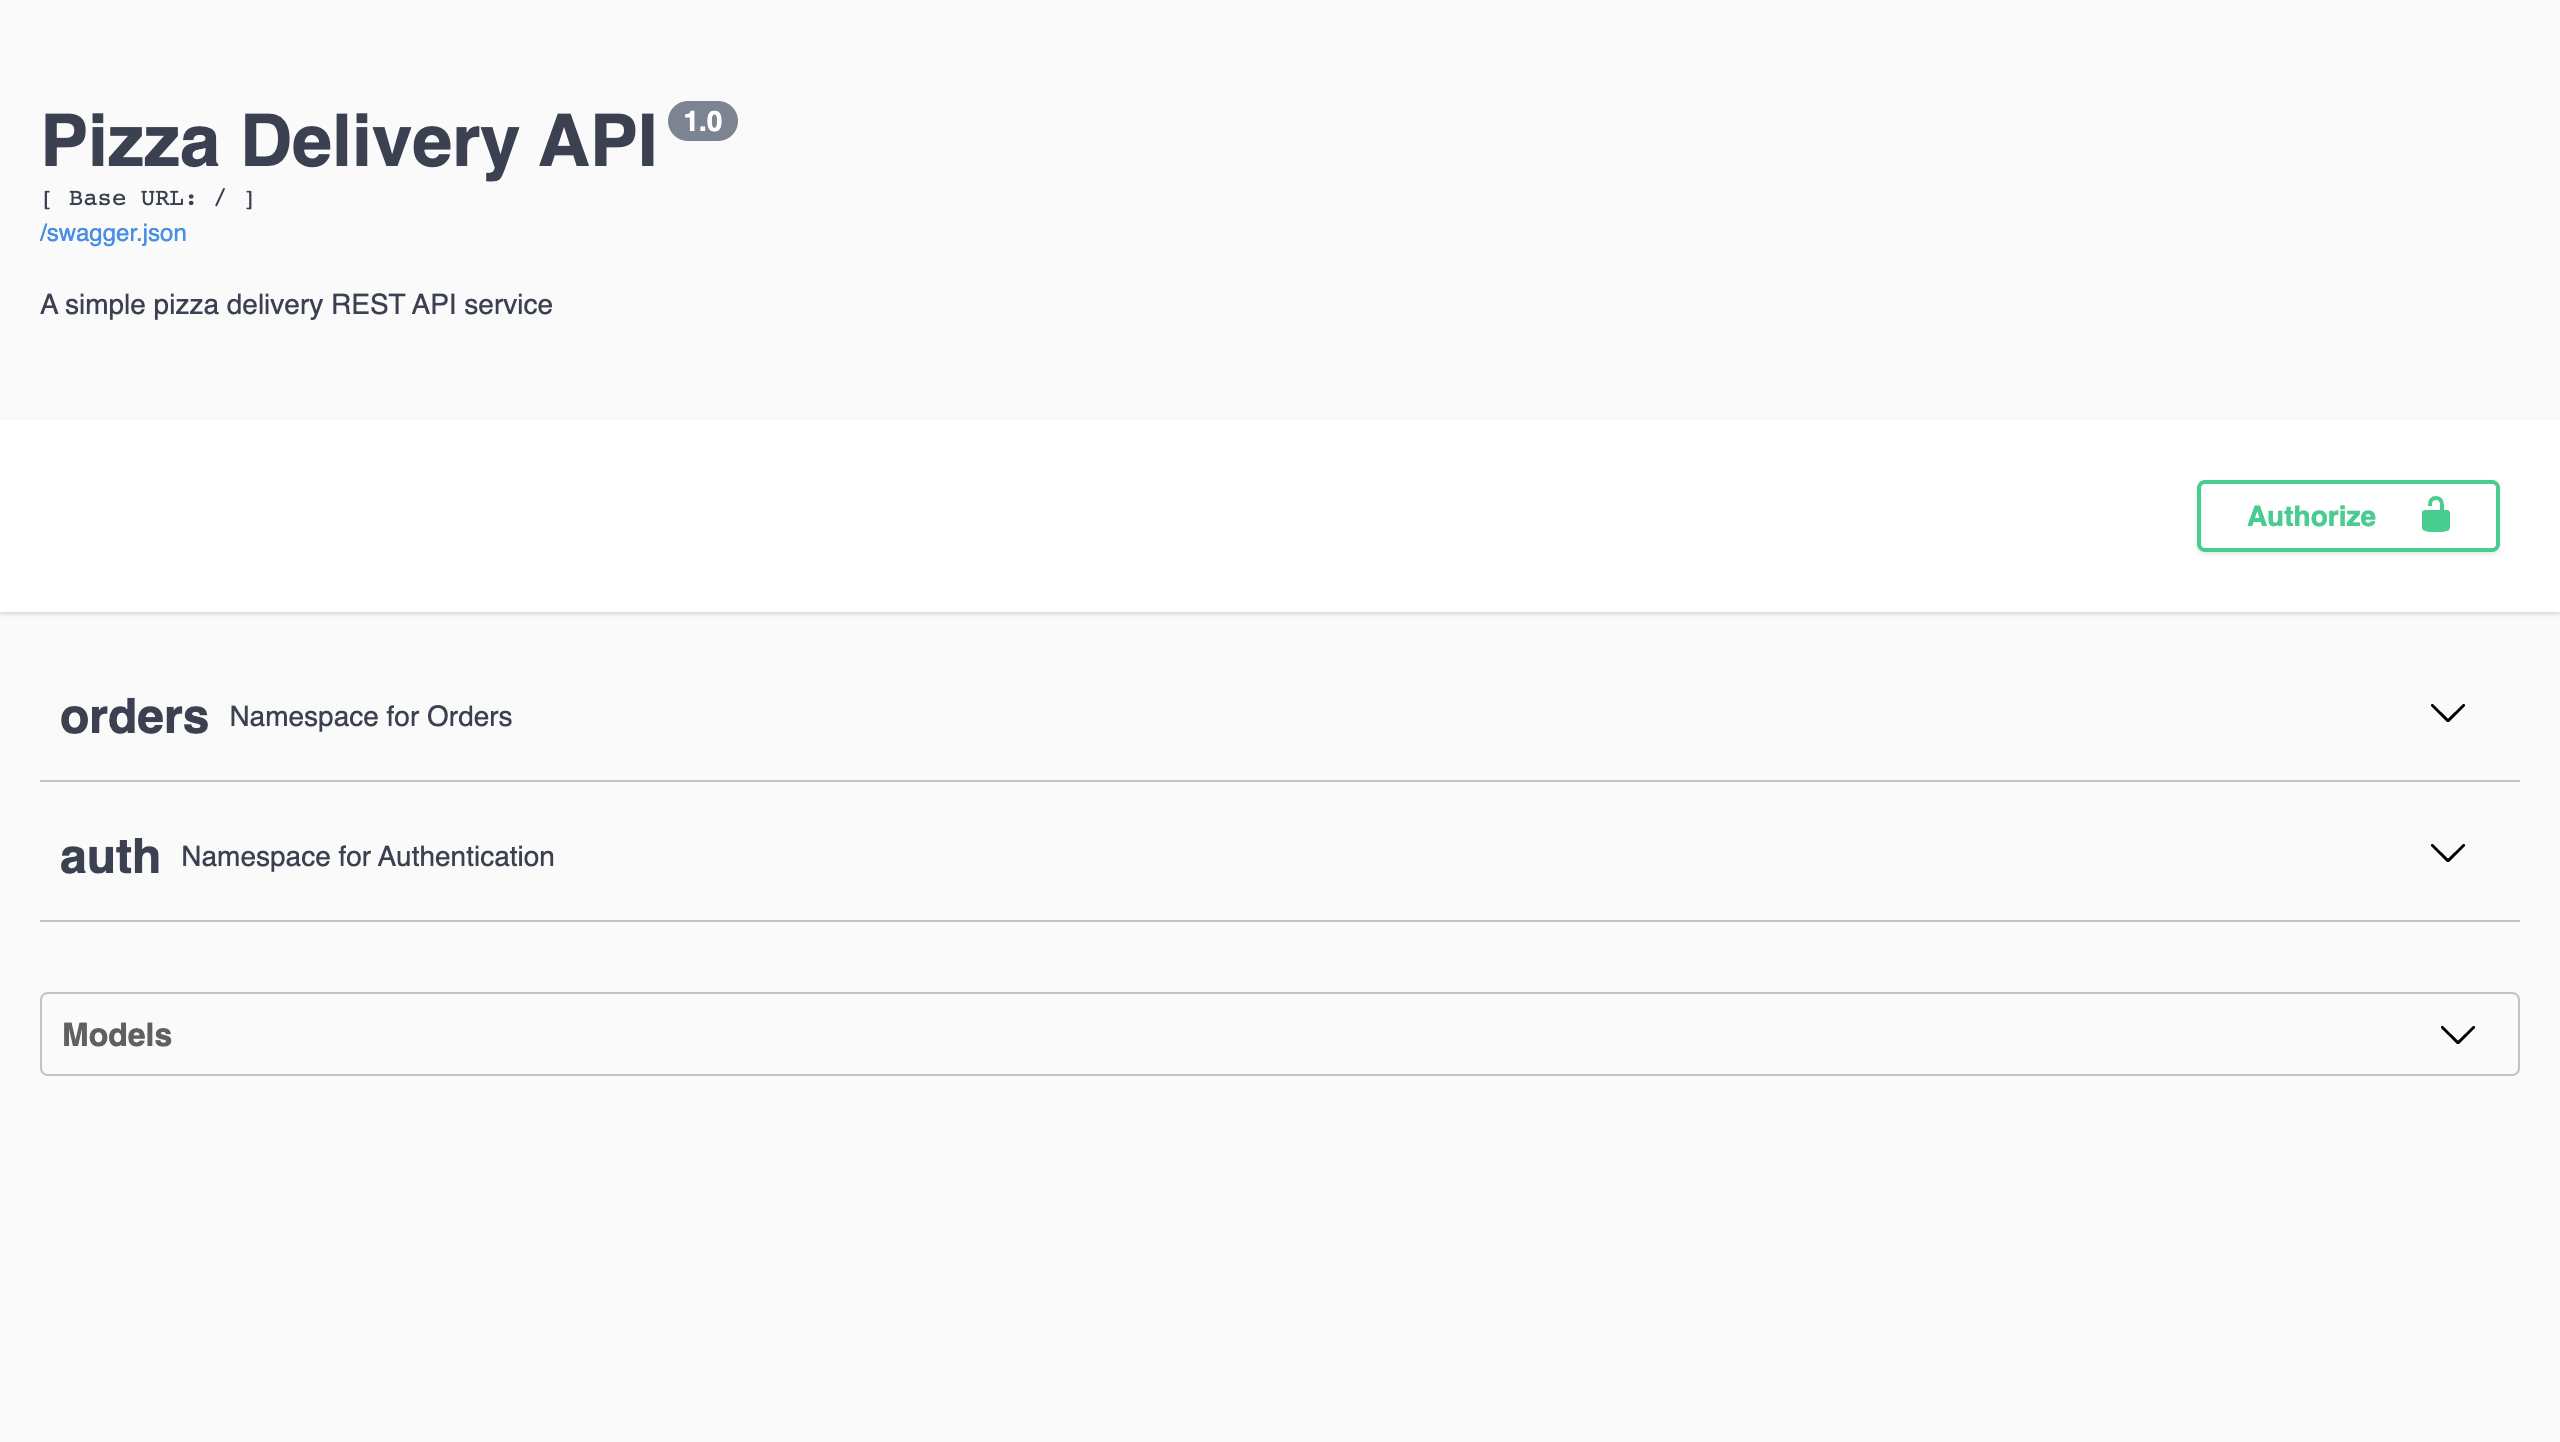 Pizza Delivery API 1.0
[ Base URL: / ]
/swagger.json
A simple pizza delivery REST API service
Authorize
orders Namespace for Orders
auth Namespace for Authentication
Models